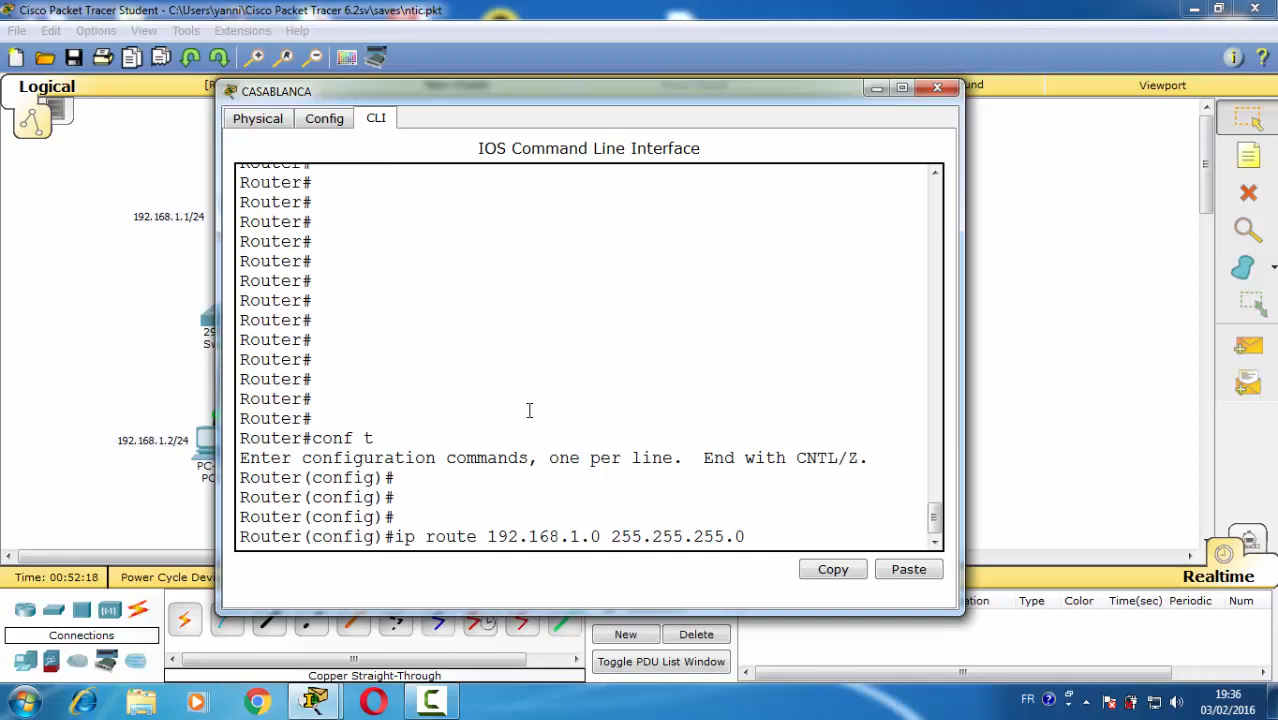 Cisco Packet Tracer Student - C:\Users\yanni\Cisco Packet Tracer 6.2sv\saves\ntic.pkt
File Edit Options View Tools Extensions Help
Logical
Viewport
CASABLANCA
Physical Config CLI
IOS Command Line Interface
Router#
Router#
Router#
Router#
Router#
Router#
Router#
Router#
Router#
Router#
Router#
Router#
Router#
Router#
Router#conf t
Enter configuration commands, one per line.  End with CNTL/Z.
Router(config)#
Router(config)#
Router(config)#
Router(config)#ip route 192.168.1.0 255.255.255.0
Copy Paste
192.168.1.1/24
192.168.1.2/24
Time: 00:52:18 Power Cycle Dev
Realtime
Connections
Copper Straight-Through
New Delete
Toggle PDU List Window
Type Color Time(sec) Periodic Num
FR
19:36
03/02/2016